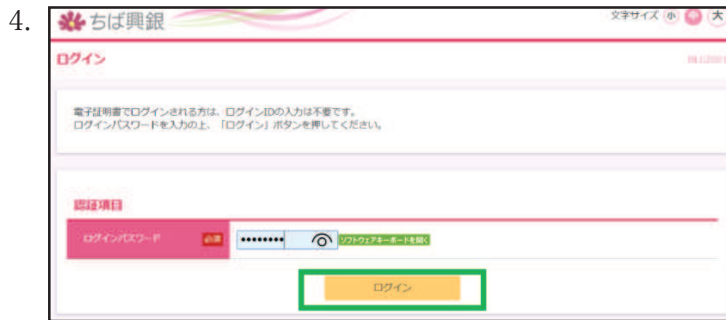 4.
ちば興銀
文字サイズ 小 中 大
ログイン
電子証明書でログインされる方は、ログインIDの入力は不要です。
ログインパスワードを入力の上、「ログイン」ボタンを押してください。
認証項目
ログインパスワード 必須 •••••••• ソフトウェアキーボードを開く
ログイン